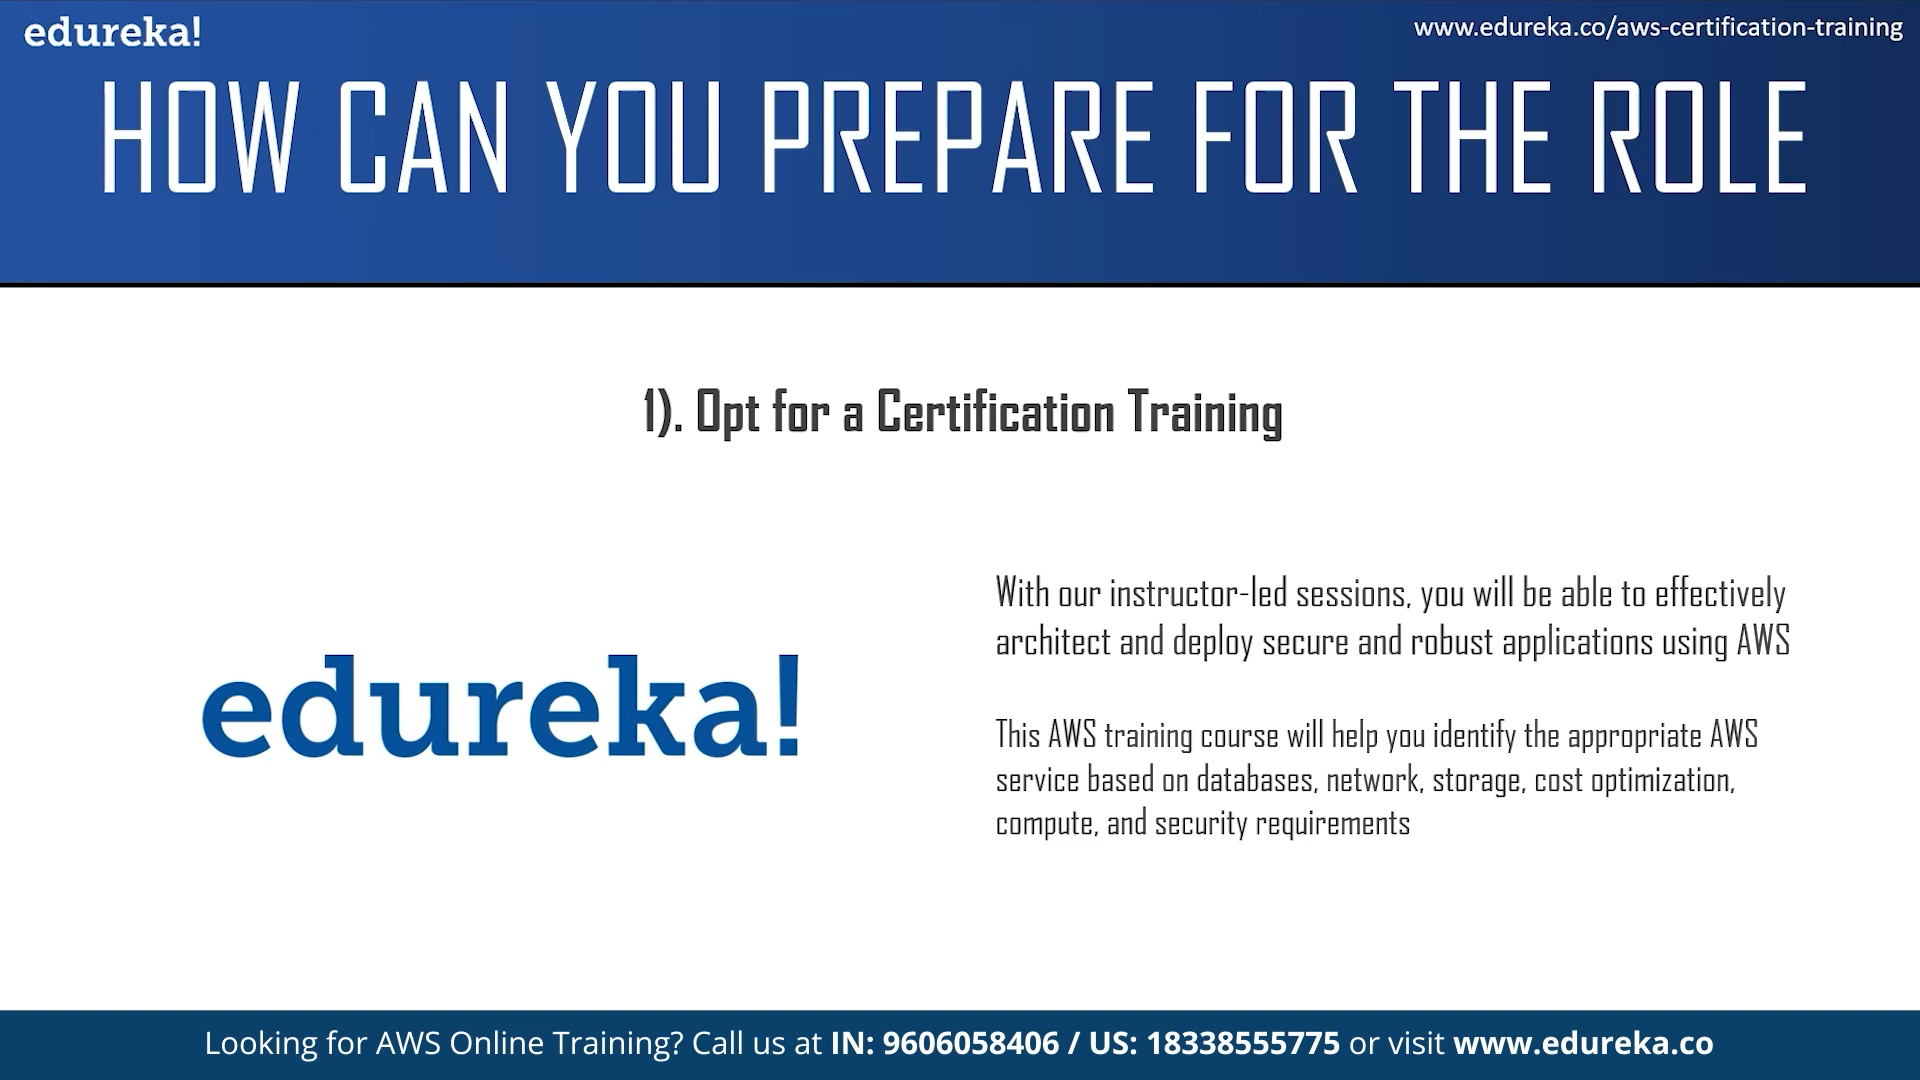 edureka!
www.edureka.co/aws-certification-training
HOW CAN YOU PREPARE FOR THE ROLE
1). Opt for a Certification Training
edureka!
With our instructor-led sessions, you will be able to effectively
architect and deploy secure and robust applications using AWS
This AWS training course will help you identify the appropriate AWS
service based on databases, network, storage, cost optimization,
compute, and security requirements
Looking for AWS Online Training? Call us at IN: 9606058406 / US: 18338555775 or visit www.edureka.co